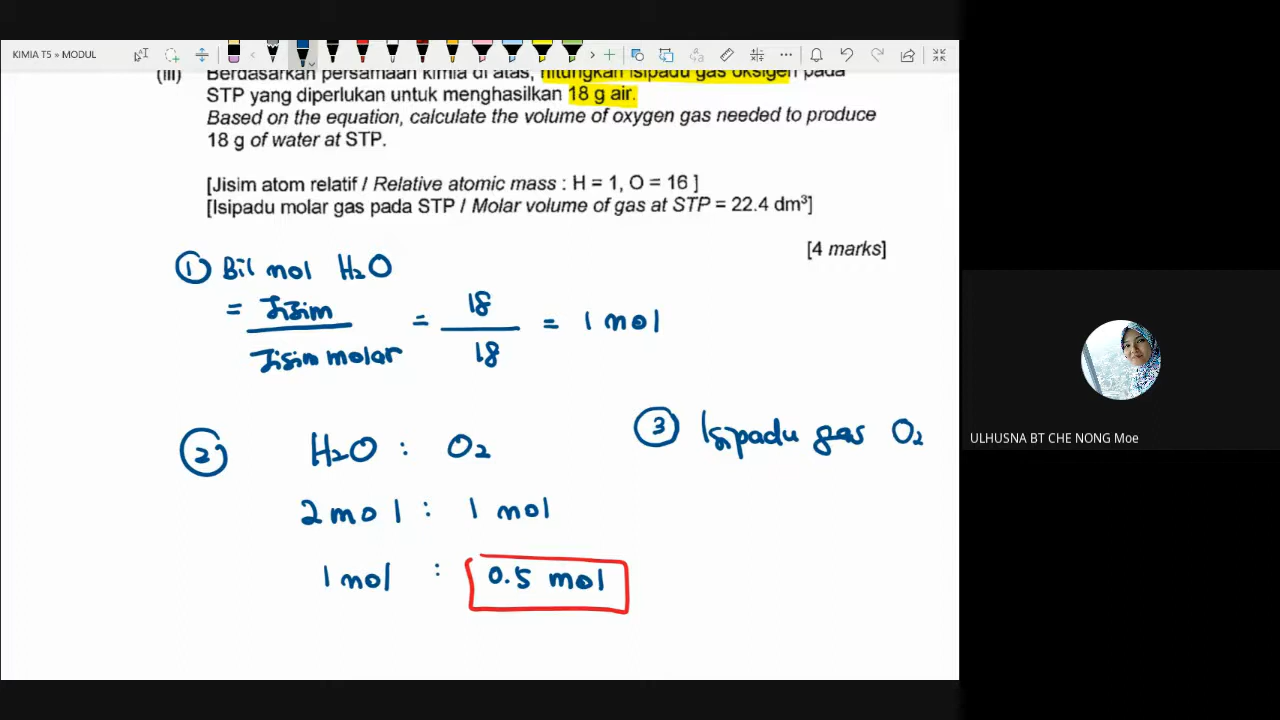 KIMIA T5 » MODUL
(iii) Berdasarkan persamaan kimia di atas, hitungkan isipadu gas oksigen pada
STP yang diperlukan untuk menghasilkan 18 g air.
Based on the equation, calculate the volume of oxygen gas needed to produce
18 g of water at STP.
[Jisim atom relatif / Relative atomic mass : H = 1, O = 16 ]
[Isipadu molar gas pada STP / Molar volume of gas at STP = 22.4 dm³]
[4 marks]
① Bil mol H₂O
= Jisim / Jisim molar = 18 / 18 = 1 mol
② H₂O : O₂
2 mol : 1 mol
1 mol : 0.5 mol
③ Isipadu gas O₂
ULHUSNA BT CHE NONG Moe